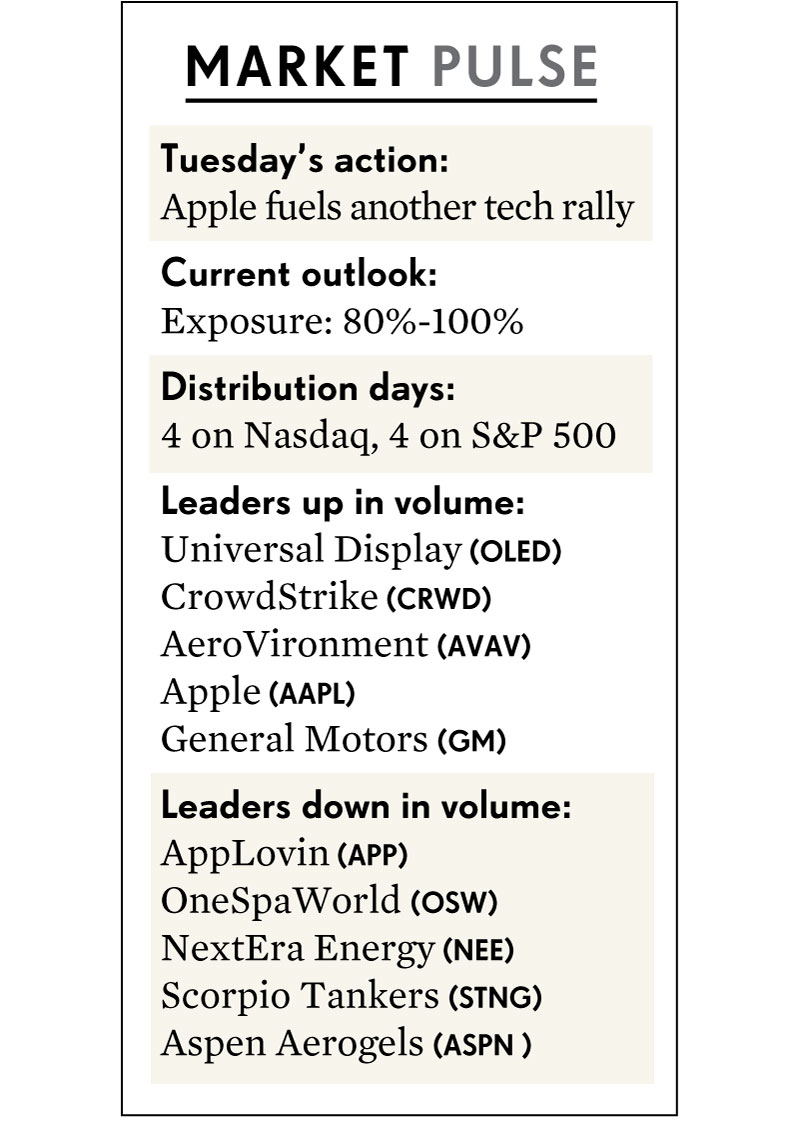 MARKET PULSE
Tuesday’s action:
Apple fuels another tech rally
Current outlook:
Exposure: 80%-100%
Distribution days:
4 on Nasdaq, 4 on S&P 500
Leaders up in volume:
Universal Display (OLED)
CrowdStrike (CRWD)
AeroVironment (AVAV)
Apple (AAPL)
General Motors (GM)
Leaders down in volume:
AppLovin (APP)
OneSpaWorld (OSW)
NextEra Energy (NEE)
Scorpio Tankers (STNG)
Aspen Aerogels (ASPN )